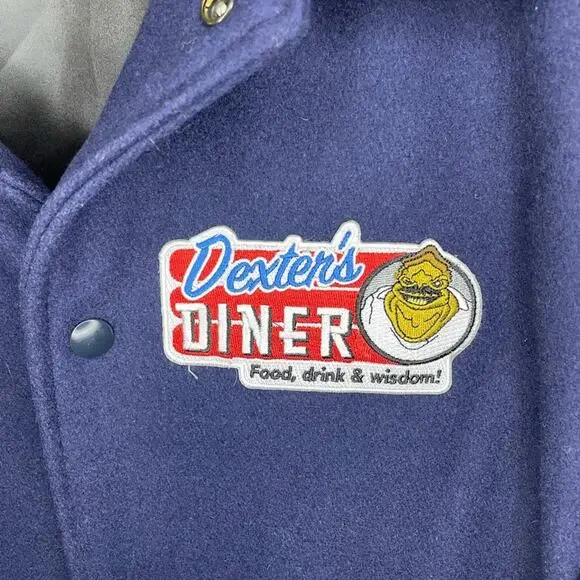 Dexter's
DINER
Food, drink & wisdom!